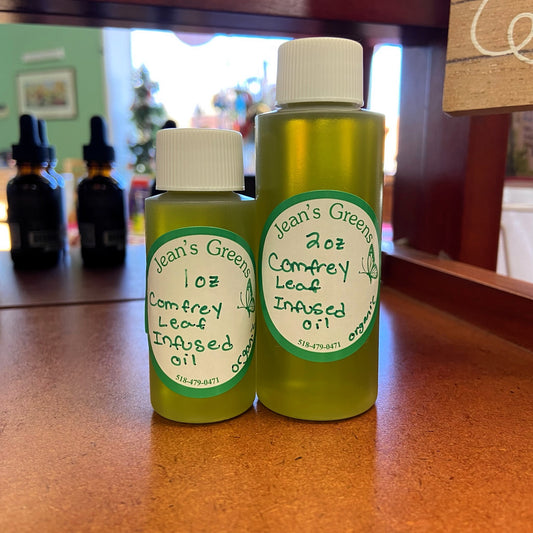 Jean's Greens
1oz
Comfrey
Leaf
Infused
Oil
organic
518-479-0471
Jean's Greens
2oz
Comfrey
Leaf
Infused
Oil
organic
518-479-0471